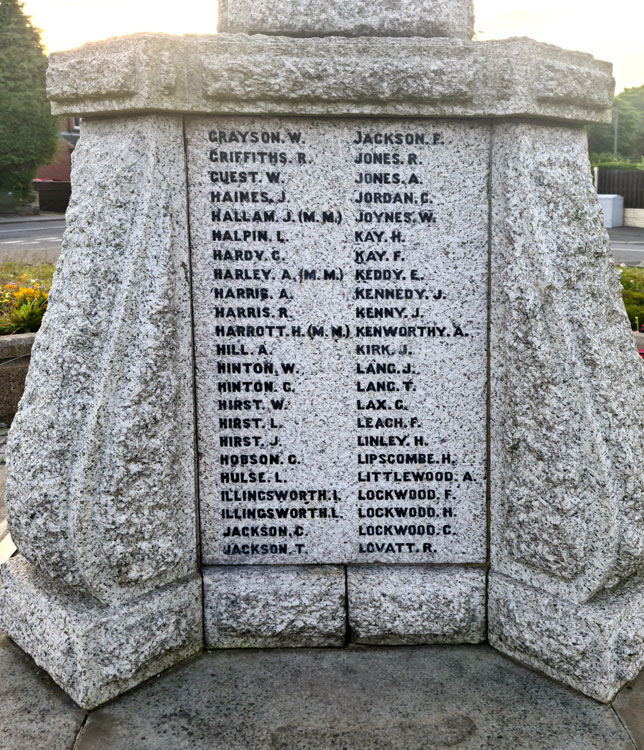 GRAYSON. W.
GRIFFITHS. R.
GUEST. W.
HAINES. J.
HALLAM. J. (M.M.)
HALPIN. L.
HARDY. G.
HARLEY. A. (M.M.)
HARRIS. A.
HARRIS. R.
HARROTT. H. (M.M.)
HILL. A.
HINTON. W.
HINTON. G.
HIRST. W.
HIRST. L.
HIRST. J.
HOBSON. G.
HULSE. L.
ILLINGSWORTH. I.
ILLINGSWORTH. L.
JACKSON. G.
JACKSON. T.
JACKSON. F.
JONES. R.
JONES. A.
JORDAN. C.
JOYNES. W.
KAY. H.
KAY. F.
KEDDY. E.
KENNEDY. J.
KENNY. J.
KENWORTHY. A.
KIRK. J.
LANG. J.
LANG. T.
LAX. G.
LEACH. F.
LINLEY. H.
LIPSCOMBE. H.
LITTLEWOOD. A.
LOCKWOOD. F.
LOCKWOOD. H.
LOCKWOOD. G.
LOVATT. R.